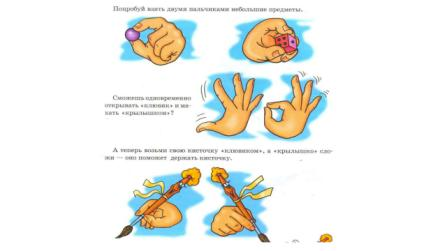 Попробуй взять двумя пальчиками небольшие предметы.
Сможешь одновременно
открывать «клювик» и ма-
хать «крылышком»?
А теперь возьми свою кисточку «клювиком», а «крылышко» сло-
жи — оно поможет держать кисточку.